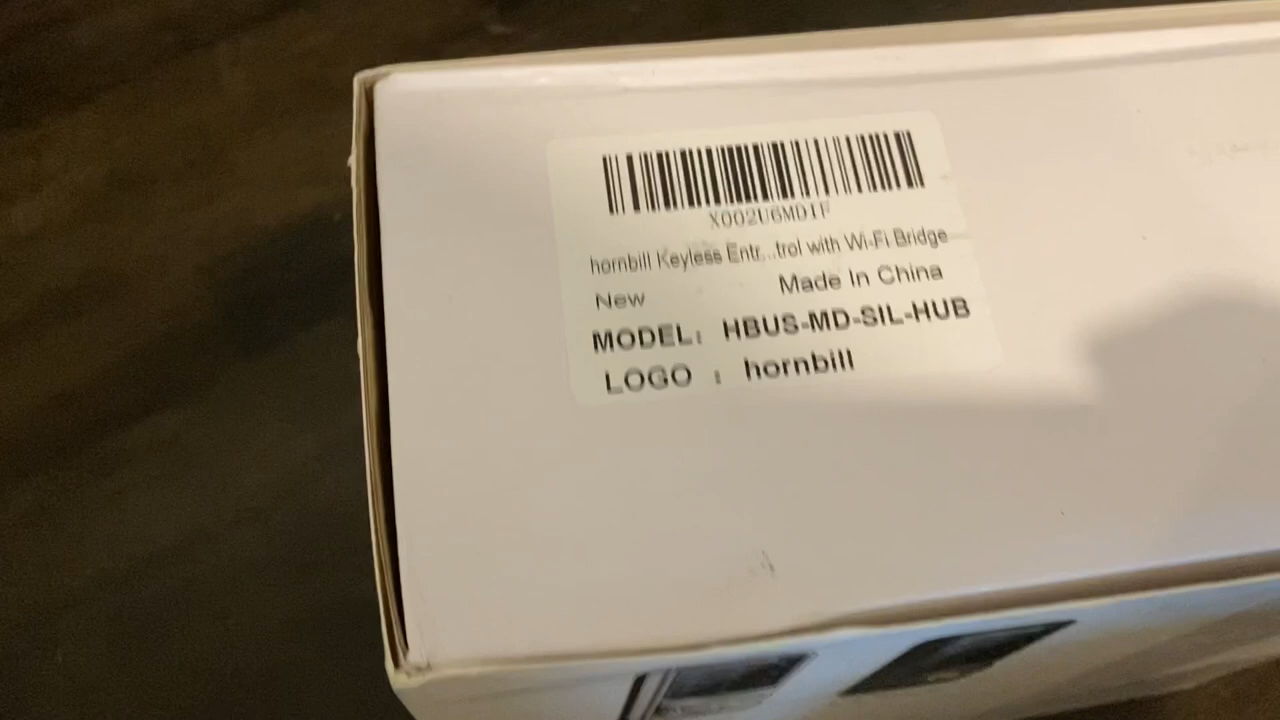 X002U6MD1F
hornbill Keyless Entr...trol with Wi-Fi Bridge
New Made In China
MODEL: HBUS-MD-SIL-HUB
LOGO : hornbill